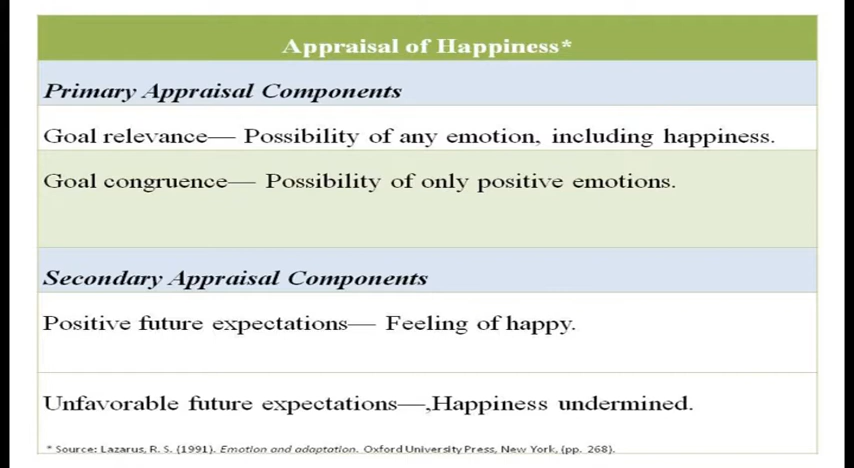 Appraisal of Happiness*
Primary Appraisal Components
Goal relevance— Possibility of any emotion, including happiness.
Goal congruence— Possibility of only positive emotions.
Secondary Appraisal Components
Positive future expectations— Feeling of happy.
Unfavorable future expectations—,Happiness undermined.
* Source: Lazarus, R. S. (1991). Emotion and adaptation. Oxford University Press, New York, (pp. 268).